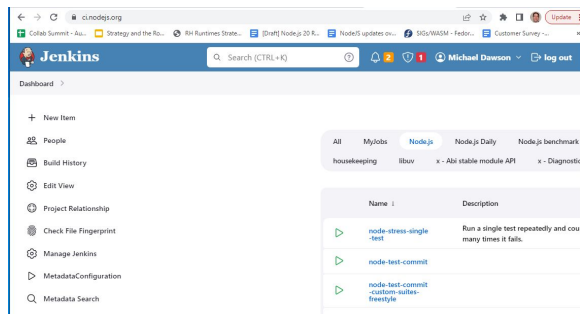 ci.nodejs.org
Update
Collab Summit - Au...
Strategy and the Ro...
RH Runtimes Strate...
[Draft] Node.js 20 R...
Node/S updates ov...
SIGs/WASM - Fedor...
Customer Survey -...
Jenkins
Search (CTRL+K)
2
1
Michael Dawson
log out
Dashboard
New Item
People
Build History
Edit View
Project Relationship
Check File Fingerprint
Manage Jenkins
MetadataConfiguration
Metadata Search
All MyJobs Node.js Node.js Daily Node.js benchmark
housekeeping libuv x - Abi stable module API x - Diagnostic
Name ↓ Description
node-stress-single
-test
Run a single test repeatedly and cou
many times it fails.
node-test-commit
node-test-commit
-custom-suites-
freestyle